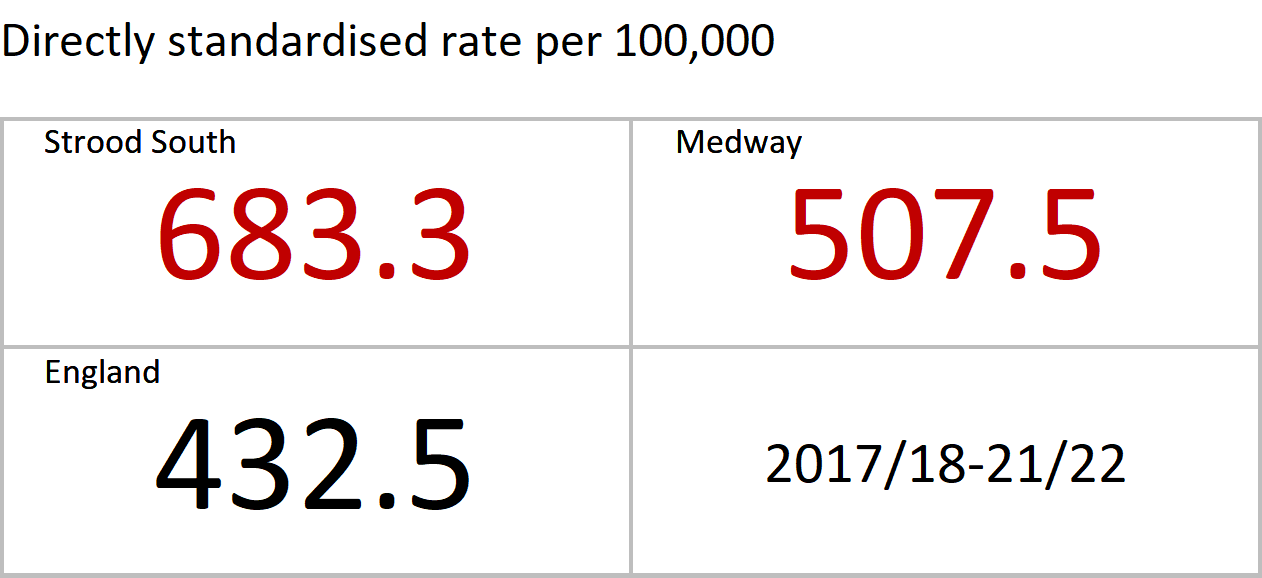 Directly standardised rate per 100,000
Strood South
683.3
Medway
507.5
England
432.5
2017/18-21/22